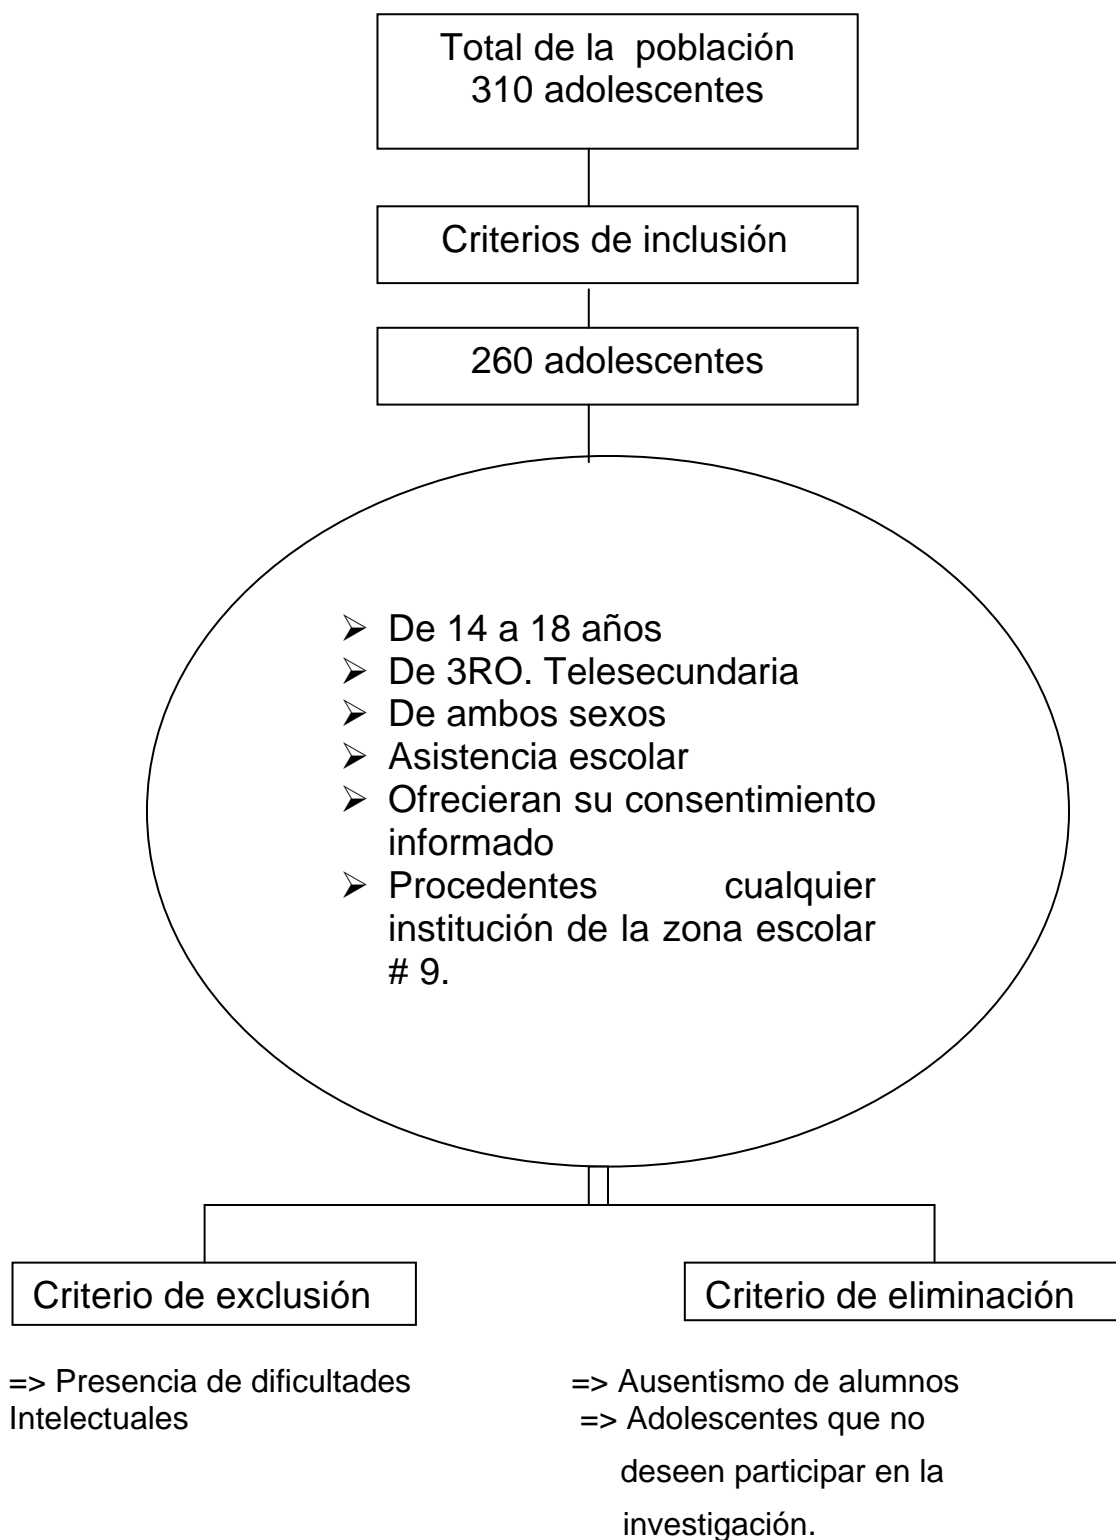 Total de la población
310 adolescentes
Criterios de inclusión
260 adolescentes
➢ De 14 a 18 años
➢ De 3RO. Telesecundaria
➢ De ambos sexos
➢ Asistencia escolar
➢ Ofrecieran su consentimiento
informado
➢ Procedentes cualquier
institución de la zona escolar
# 9.
Criterio de exclusión
=> Presencia de dificultades
Intelectuales
Criterio de eliminación
=> Ausentismo de alumnos
=> Adolescentes que no
deseen participar en la
investigación.